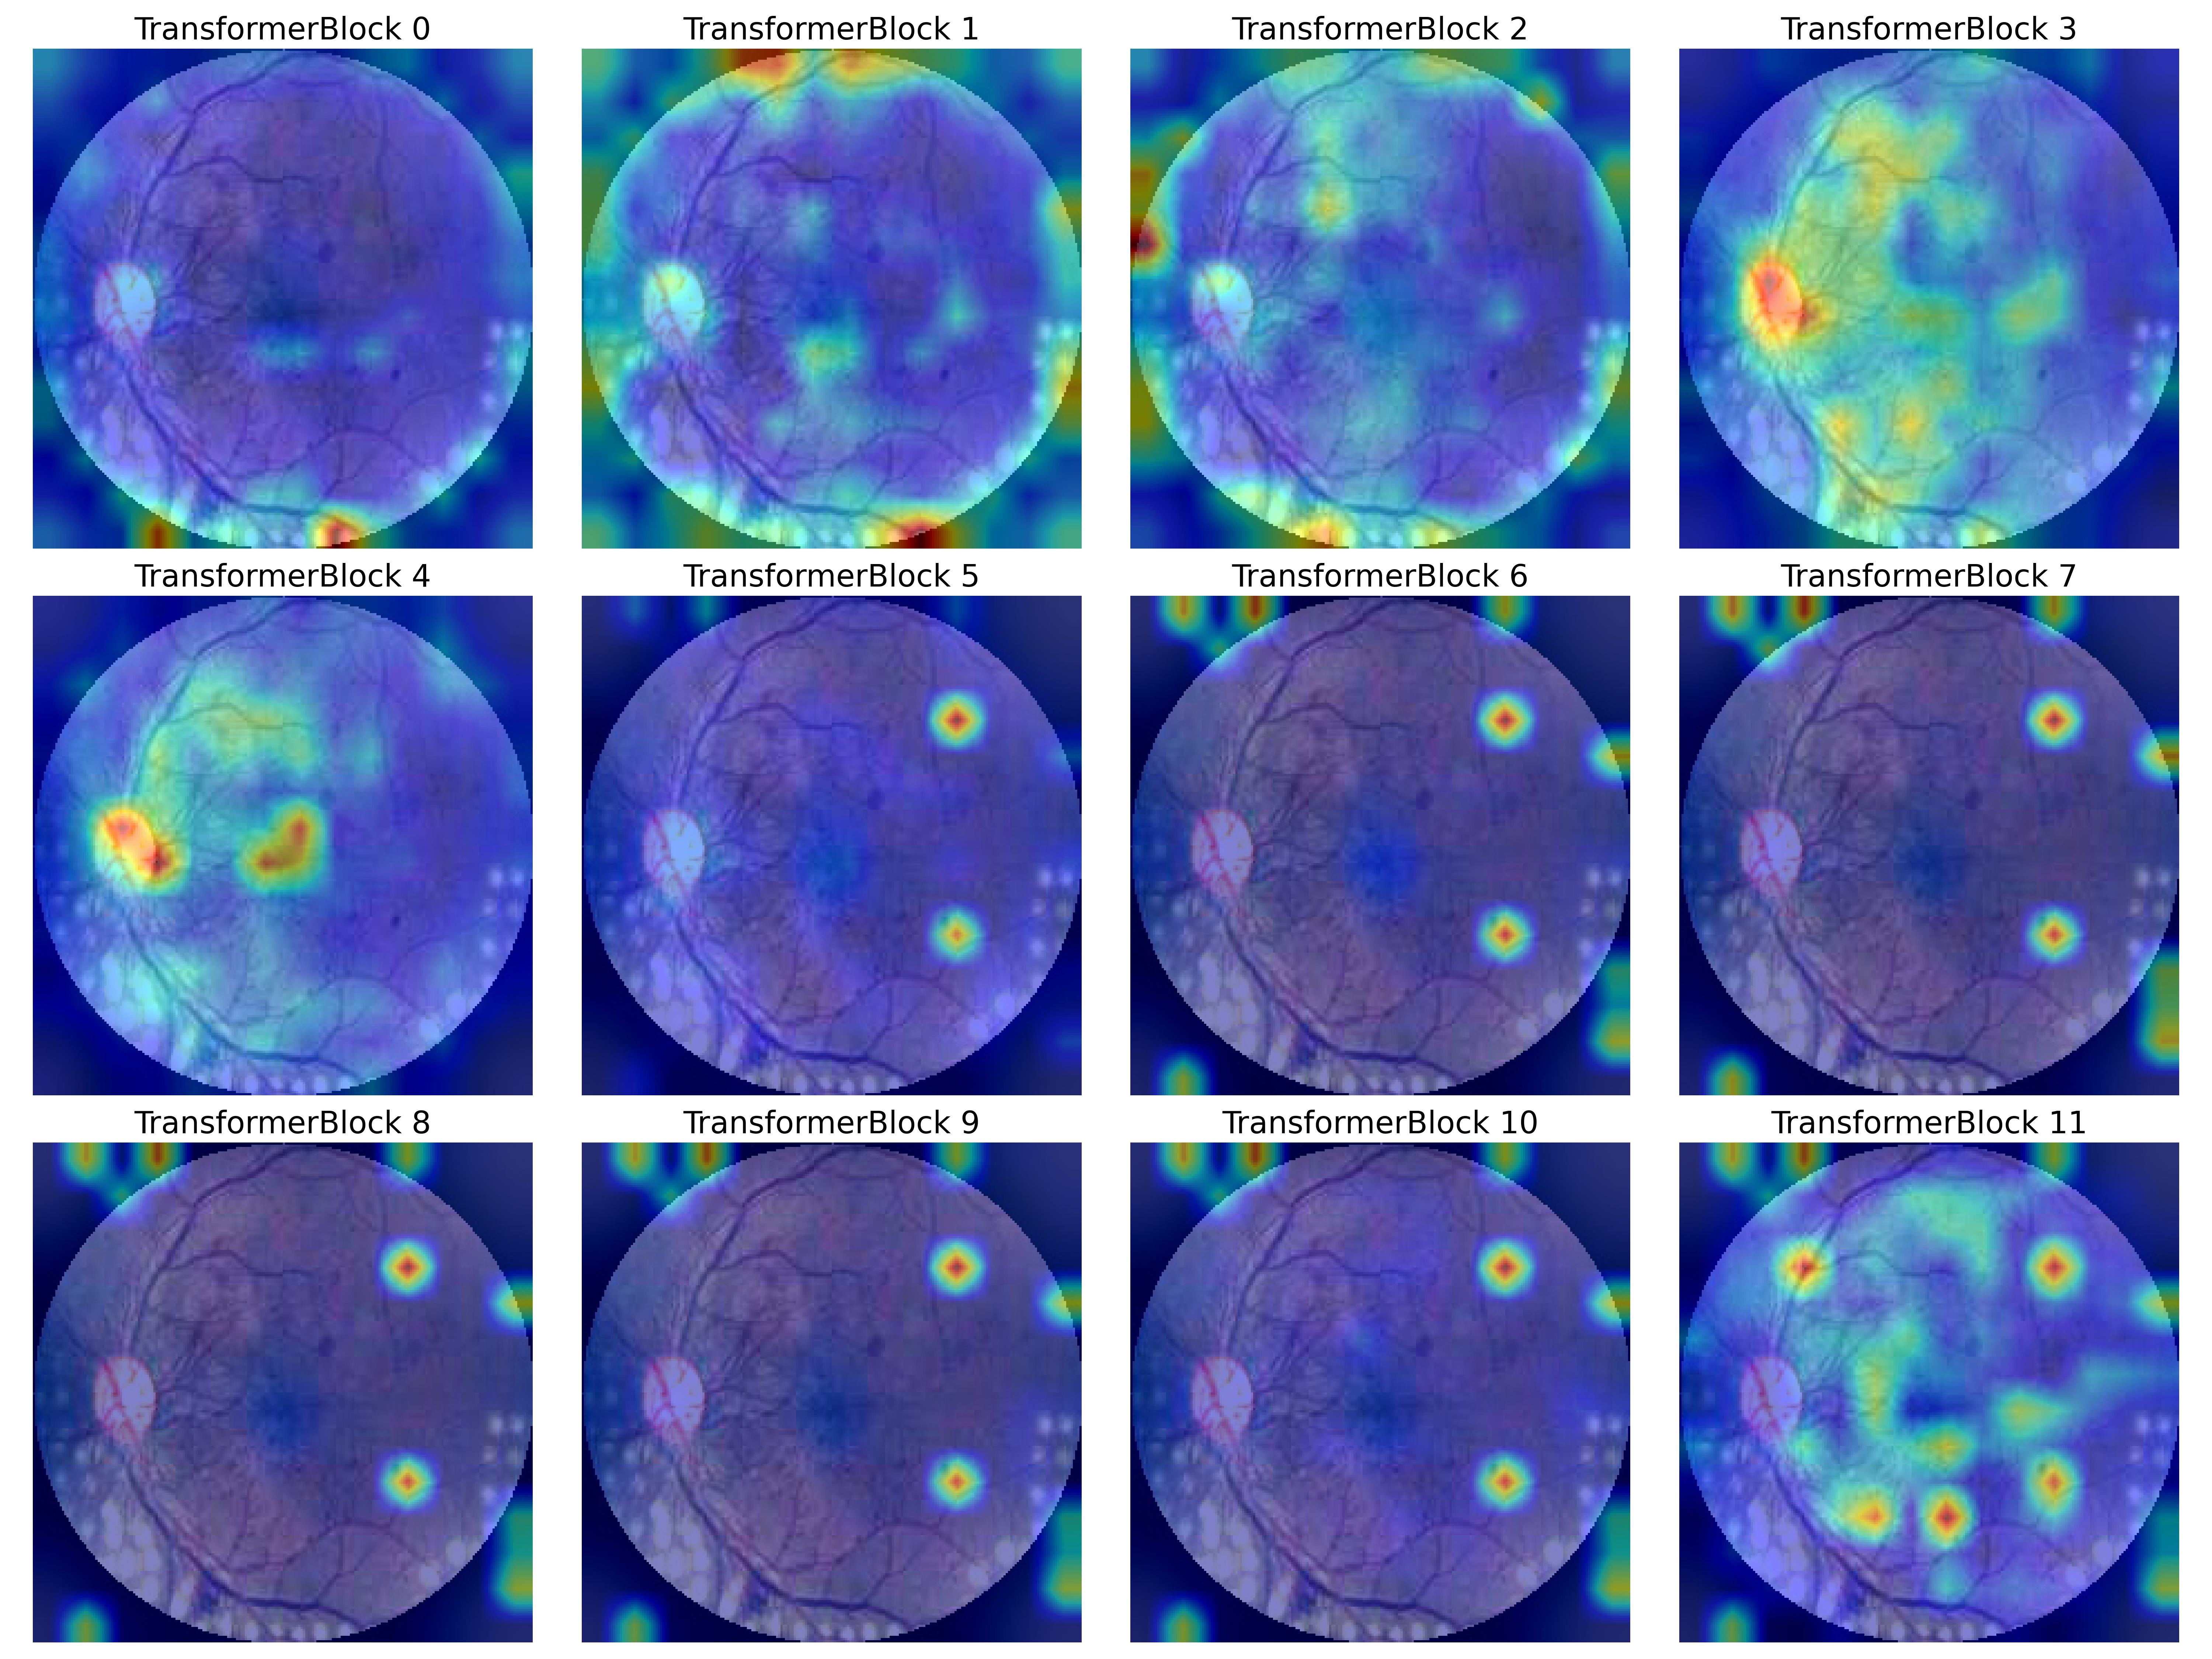 TransformerBlock 0
TransformerBlock 1
TransformerBlock 2
TransformerBlock 3
TransformerBlock 4
TransformerBlock 5
TransformerBlock 6
TransformerBlock 7
TransformerBlock 8
TransformerBlock 9
TransformerBlock 10
TransformerBlock 11